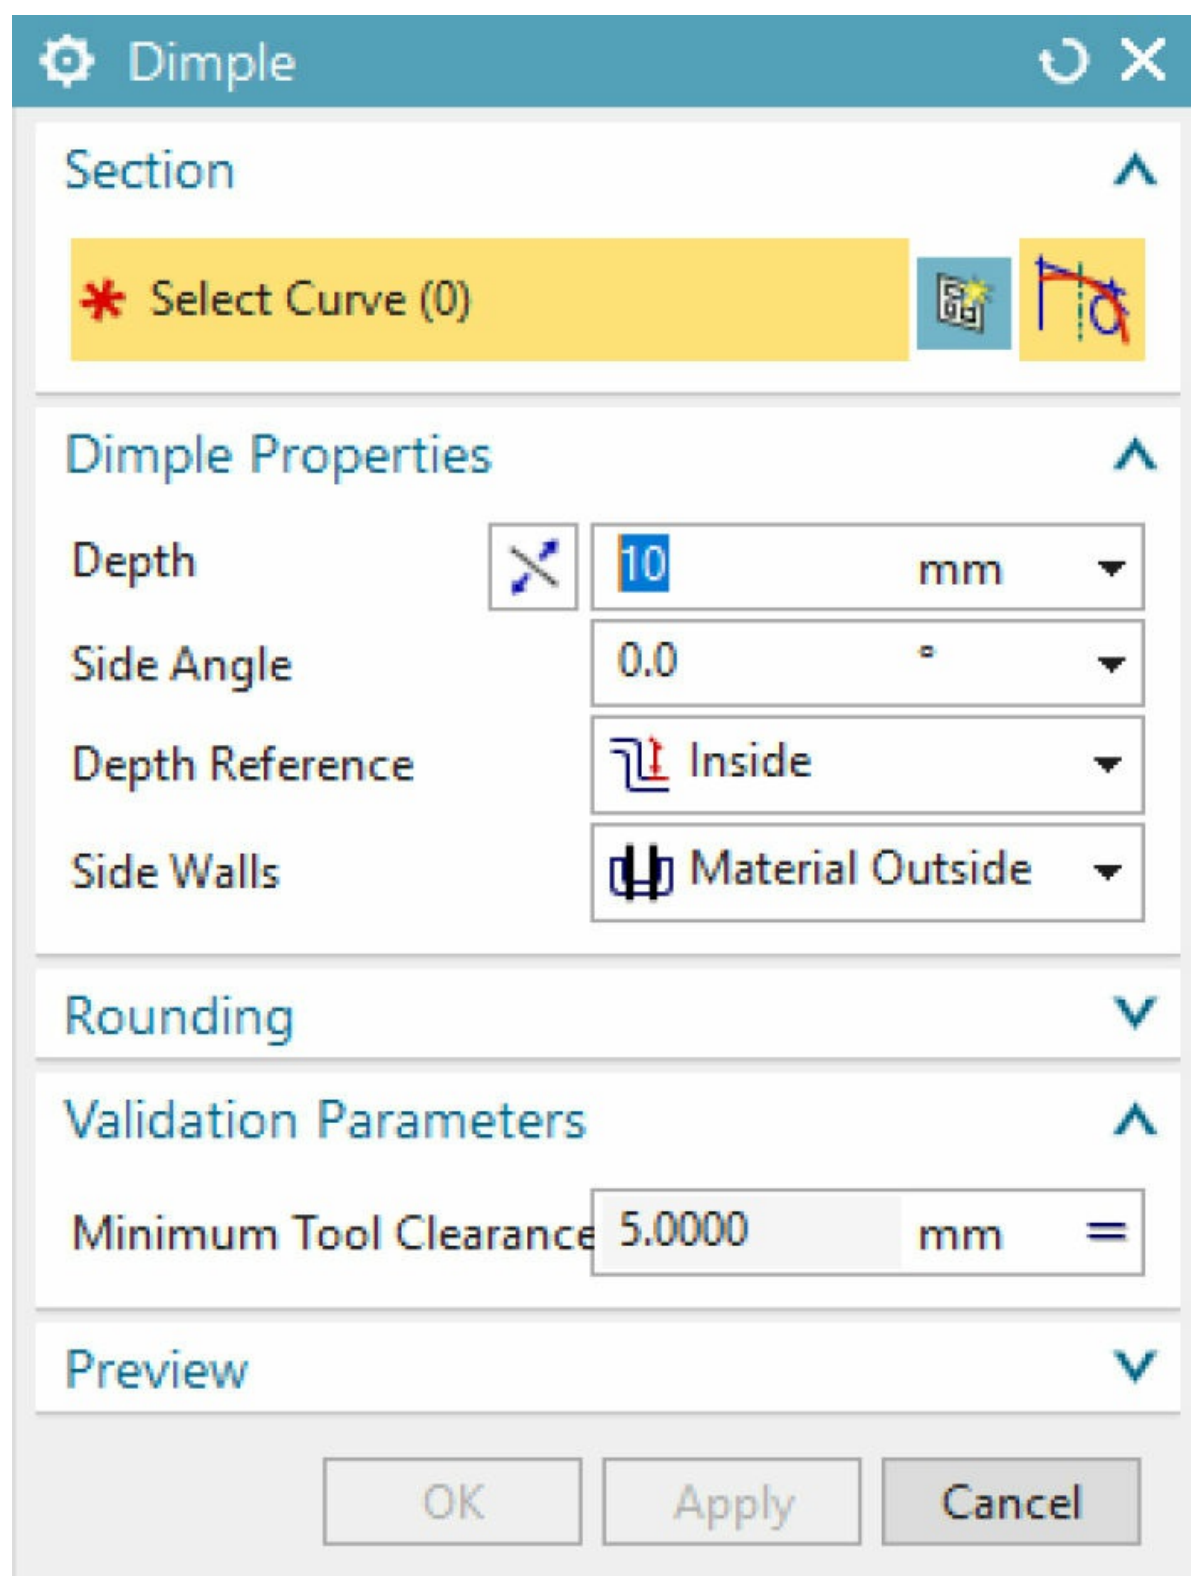 Dimple
Section
* Select Curve (0)
Dimple Properties
Depth 10 mm
Side Angle 0.0 °
Depth Reference Inside
Side Walls Material Outside
Rounding
Validation Parameters
Minimum Tool Clearance 5.0000 mm =
Preview
OK Apply Cancel